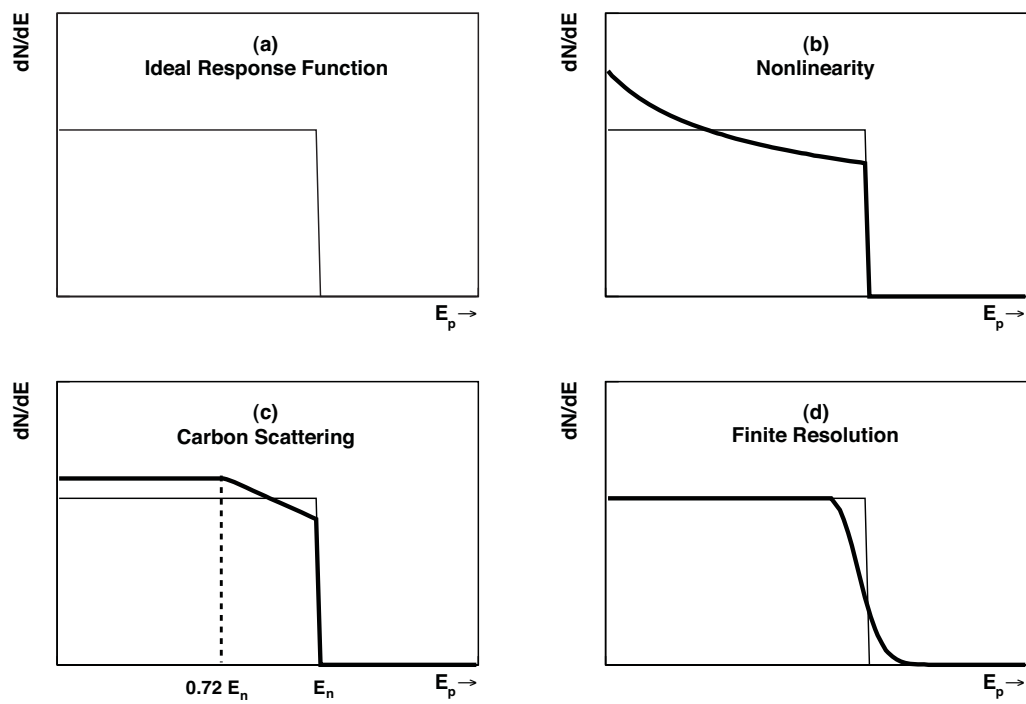 dN/dE
(a)
Ideal Response Function
E_p →
dN/dE
(b)
Nonlinearity
E_p →
dN/dE
(c)
Carbon Scattering
0.72 E_n
E_n
E_p →
dN/dE
(d)
Finite Resolution
E_p →